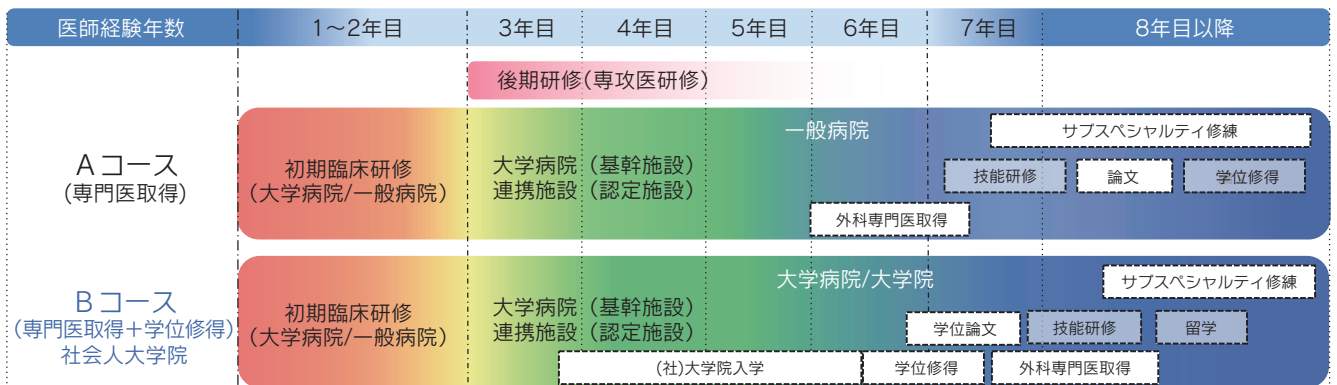 医師経験年数
1〜2年目
3年目
4年目
5年目
6年目
7年目
8年目以降
後期研修(専攻医研修)
Aコース
(専門医取得)
初期臨床研修
(大学病院/一般病院)
大学病院(基幹施設)
連携施設(認定施設)
一般病院
サブスペシャルティ修練
技能研修
論文
学位修得
外科専門医取得
Bコース
(専門医取得+学位修得)
社会人大学院
初期臨床研修
(大学病院/一般病院)
大学病院(基幹施設)
連携施設(認定施設)
大学病院/大学院
サブスペシャルティ修練
学位論文
技能研修
留学
(社)大学院入学
学位修得
外科専門医取得